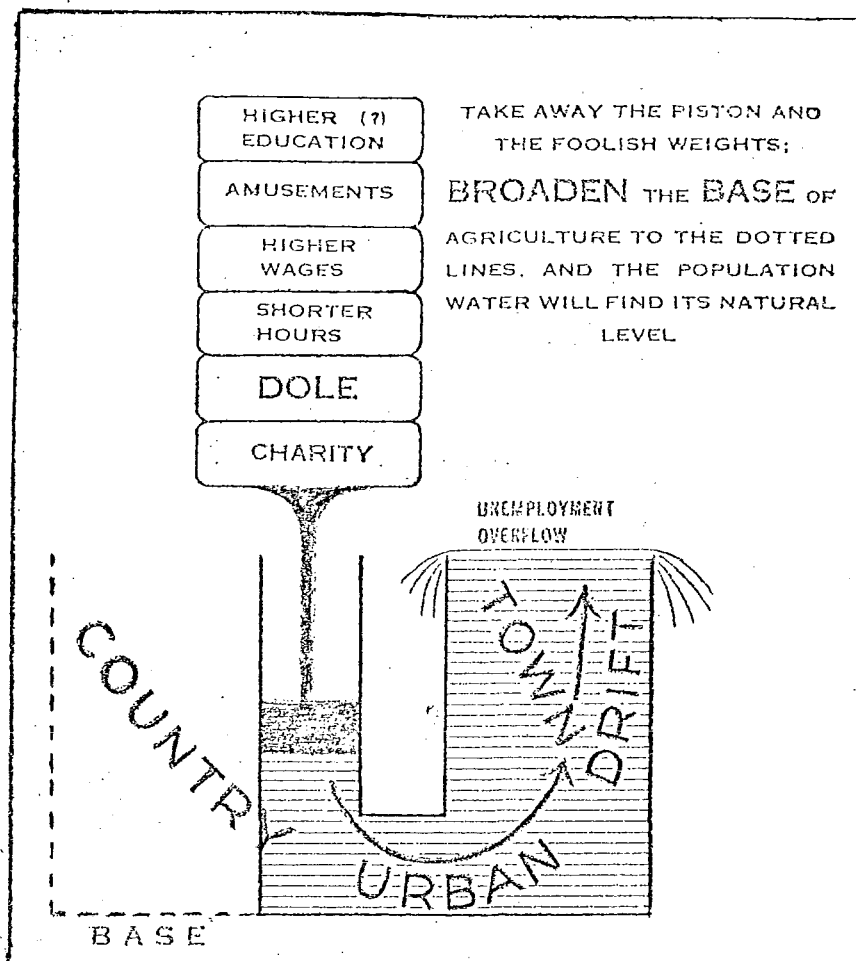 HIGHER (?)
EDUCATION
AMUSEMENTS
HIGHER
WAGES
SHORTER
HOURS
DOLE
CHARITY
TAKE AWAY THE PISTON AND
THE FOOLISH WEIGHTS;
BROADEN THE BASE OF
AGRICULTURE TO THE DOTTED
LINES, AND THE POPULATION
WATER WILL FIND ITS NATURAL
LEVEL
UNEMPLOYMENT
OVERFLOW
COUNTRY
TOWN
URBAN
DRIFT
BASE